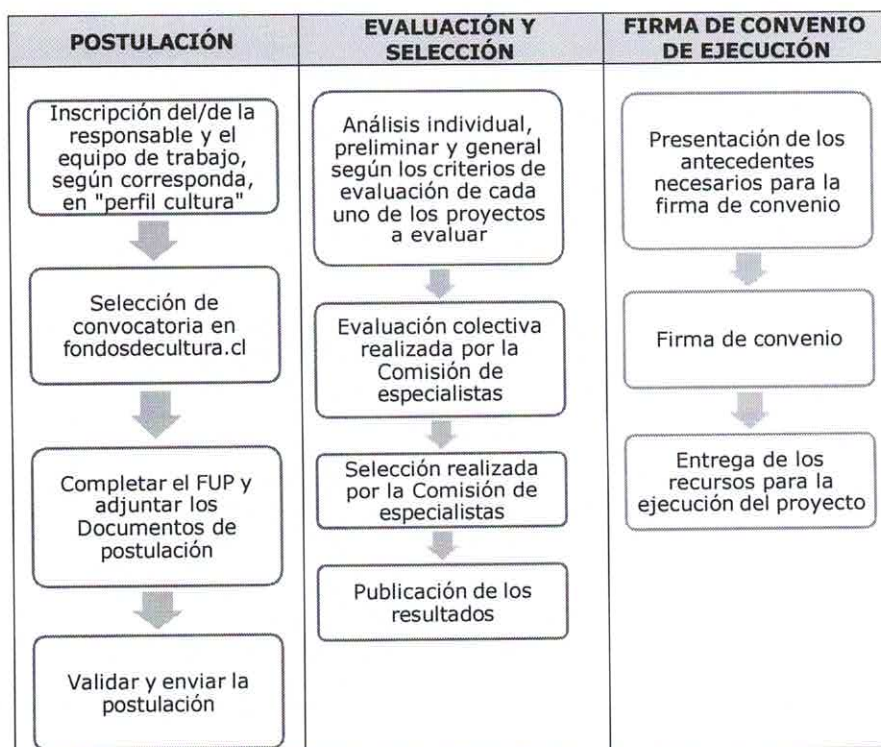 POSTULACIÓN
EVALUACIÓN Y
SELECCIÓN
FIRMA DE CONVENIO
DE EJECUCIÓN
Inscripción del/de la
responsable y el
equipo de trabajo,
según corresponda,
en "perfil cultura"
Selección de
convocatoria en
fondosdecultura.cl
Completar el FUP y
adjuntar los
Documentos de
postulación
Validar y enviar la
postulación
Análisis individual,
preliminar y general
según los criterios de
evaluación de cada
uno de los proyectos
a evaluar
Evaluación colectiva
realizada por la
Comisión de
especialistas
Selección realizada
por la Comisión de
especialistas
Publicación de los
resultados
Presentación de los
antecedentes
necesarios para la
firma de convenio
Firma de convenio
Entrega de los
recursos para la
ejecución del proyecto